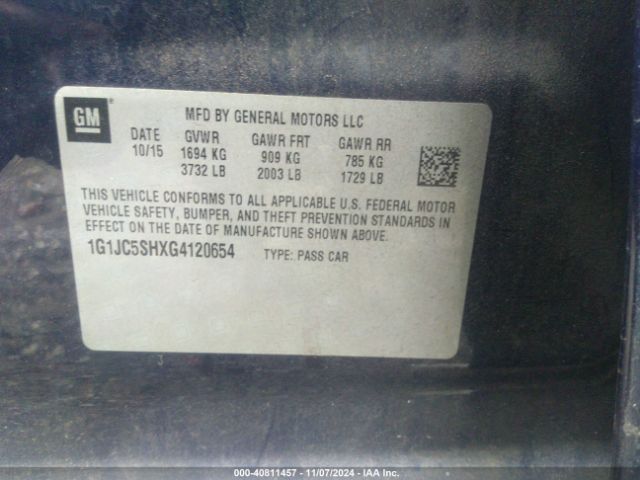 GM
MFD BY GENERAL MOTORS LLC
DATE GVWR GAWR FRT GAWR RR
10/15 1694 KG 909 KG 785 KG
3732 LB 2003 LB 1729 LB
THIS VEHICLE CONFORMS TO ALL APPLICABLE U.S. FEDERAL MOTOR
VEHICLE SAFETY, BUMPER, AND THEFT PREVENTION STANDARDS IN
EFFECT ON THE DATE OF MANUFACTURE SHOWN ABOVE.
1G1JC5SHXG4120654 TYPE: PASS CAR
000-40811457 - 11/07/2024 - IAA Inc.